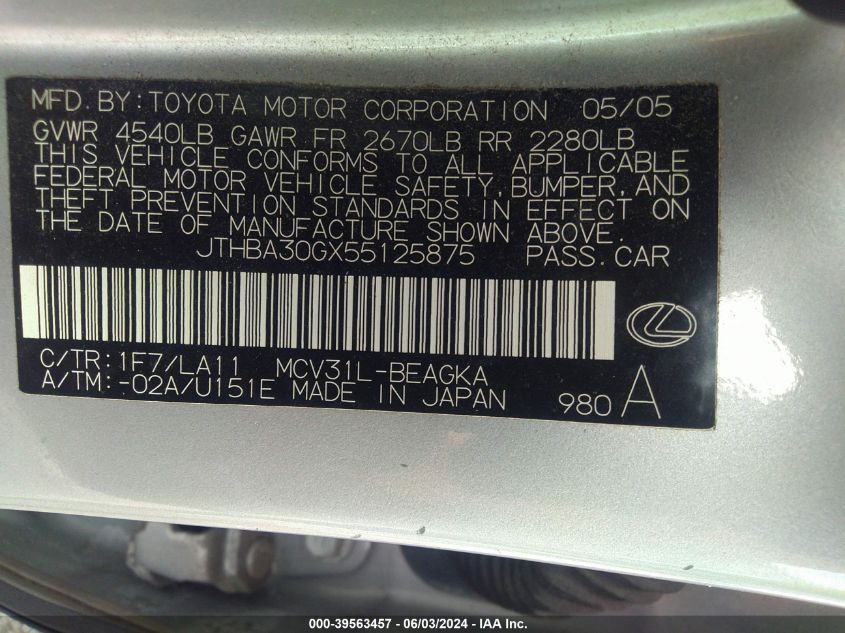 MFD. BY: TOYOTA MOTOR CORPORATION 05/05
GVWR 4540LB GAWR FR 2670LB RR 2280LB
THIS VEHICLE CONFORMS TO ALL APPLICABLE
FEDERAL MOTOR VEHICLE SAFETY, BUMPER, AND
THEFT PREVENTION STANDARDS IN EFFECT ON
THE DATE OF MANUFACTURE SHOWN ABOVE.
JTHBA30GX55125875 PASS. CAR
C/TR: 1F7/LA11 MCV31L-BEAGKA
A/TM: -02A/U151E MADE IN JAPAN 980 A
000-39563457 - 06/03/2024 - IAA Inc.